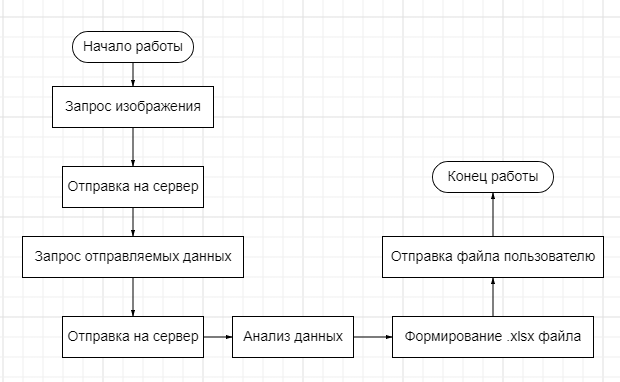 Начало работы
Запрос изображения
Отправка на сервер
Запрос отправляемых данных
Отправка на сервер
Анализ данных
Формирование .xlsx файла
Отправка файла пользователю
Конец работы